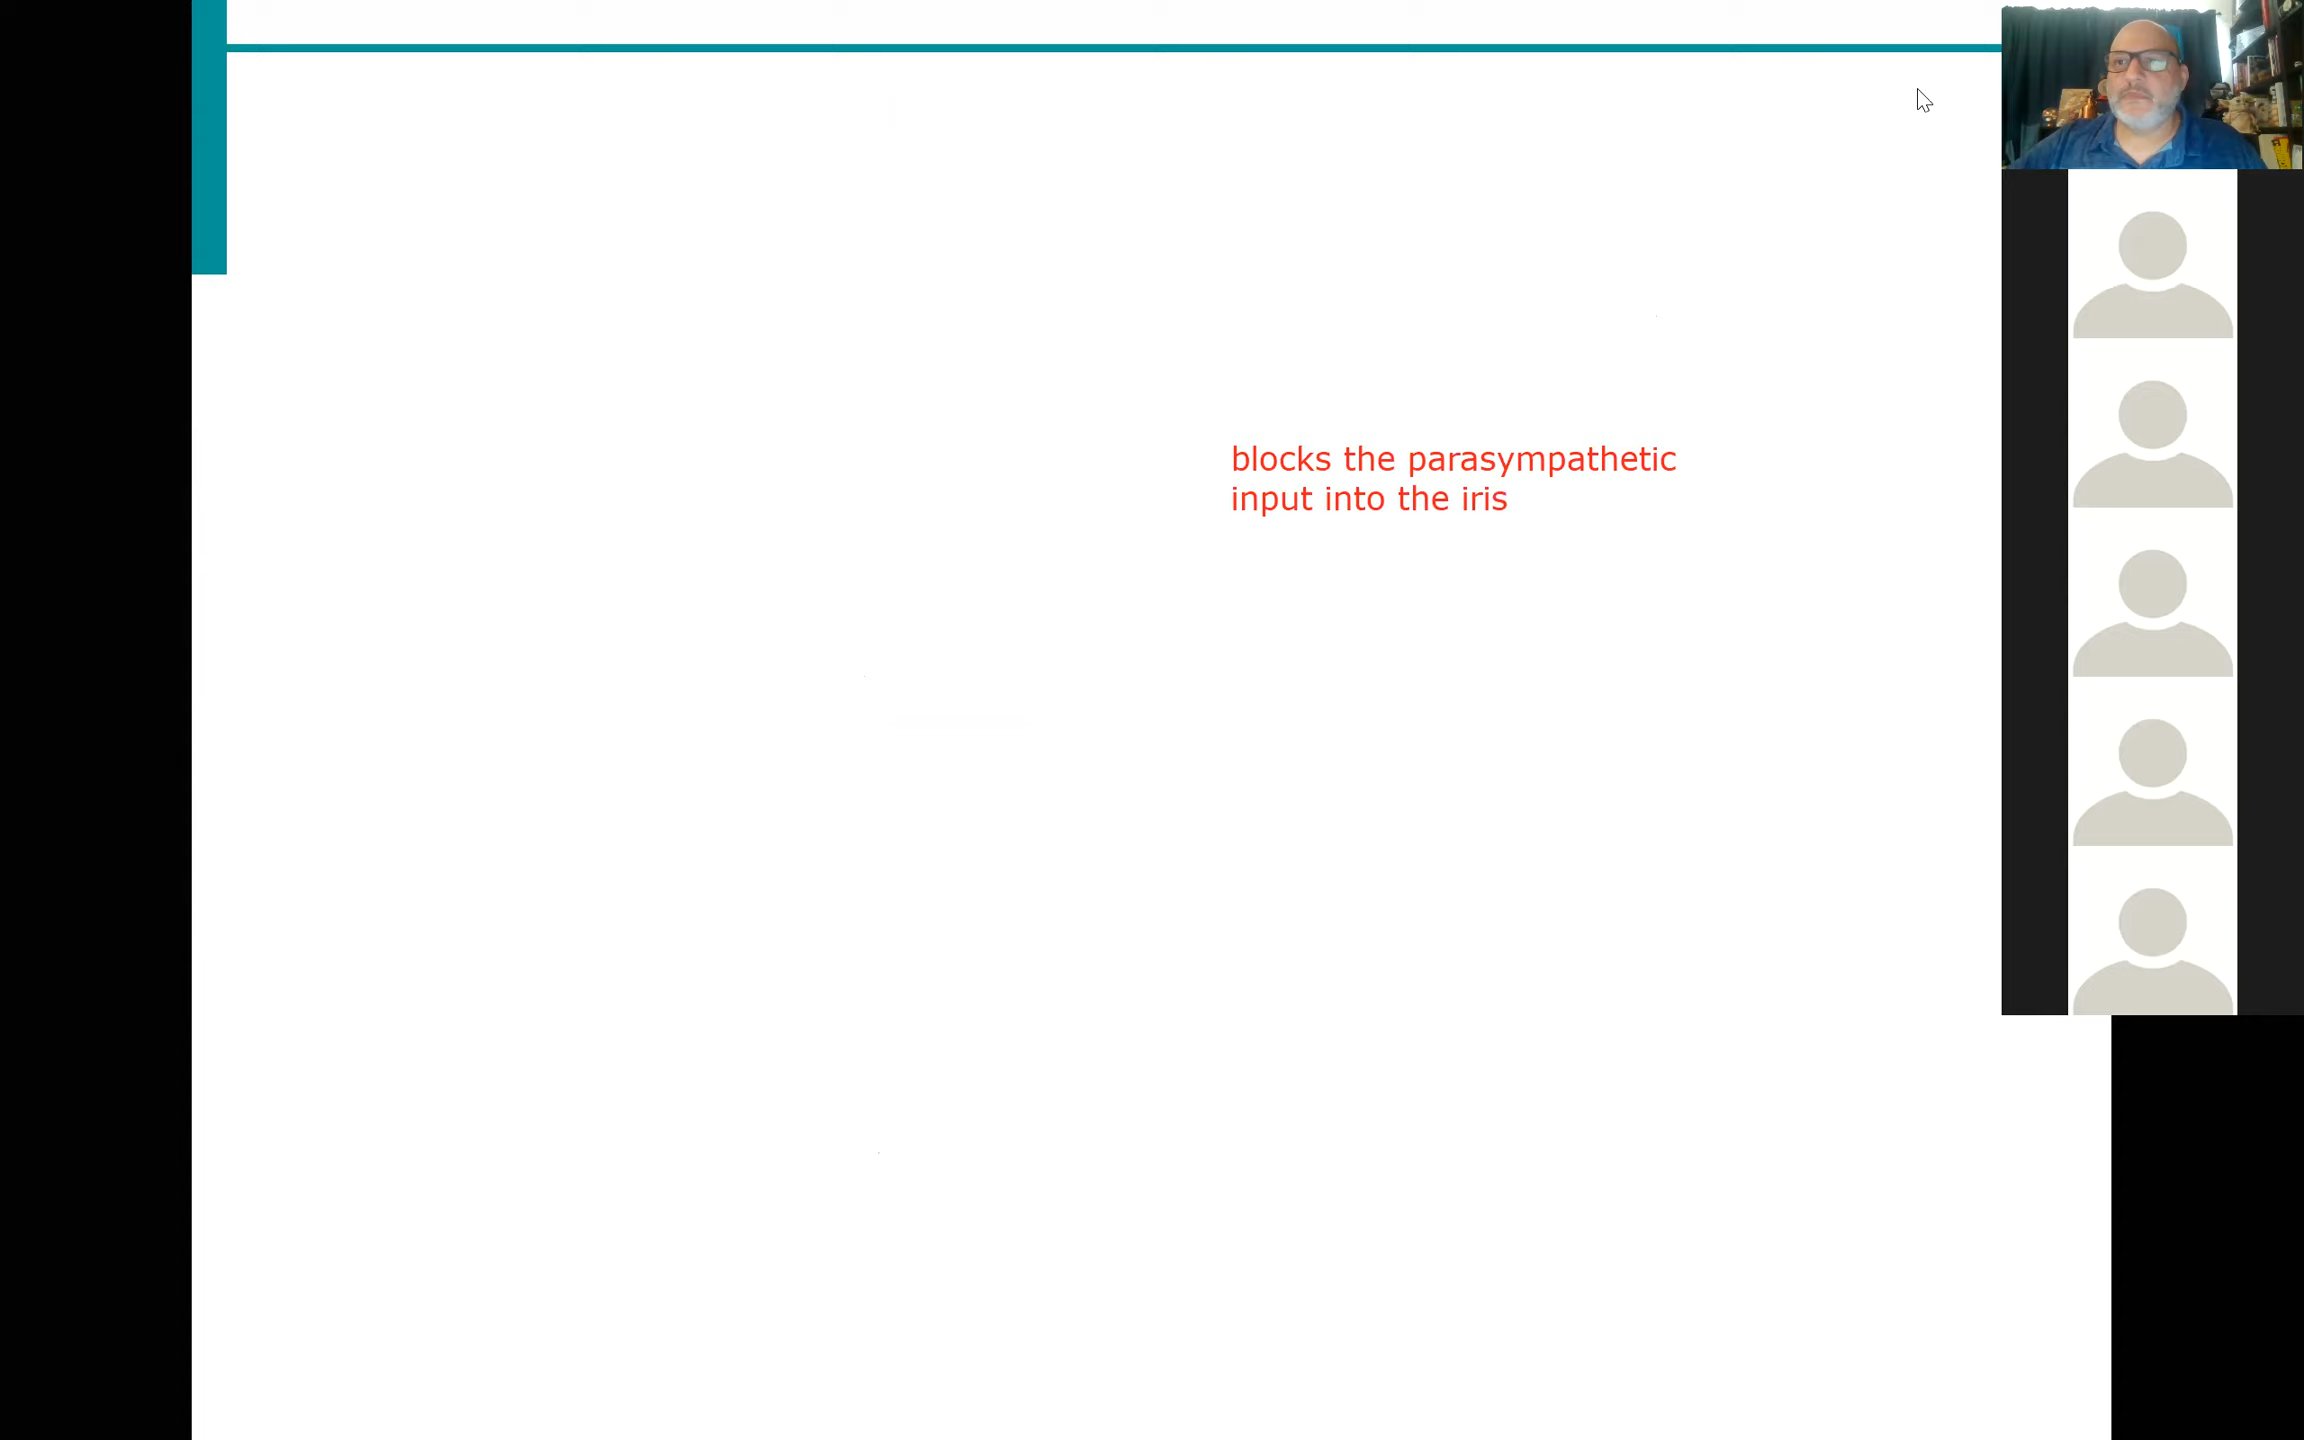 blocks the parasympathetic
input into the iris